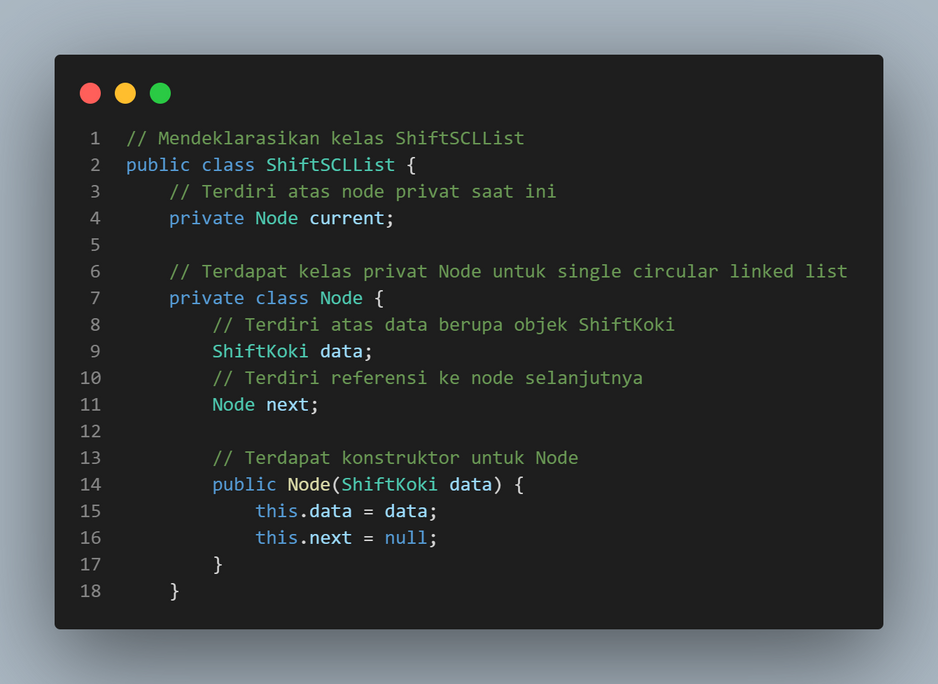 1 // Mendeklarasikan kelas ShiftSCLList
2 public class ShiftSCLList {
3     // Terdiri atas node privat saat ini
4     private Node current;
5
6     // Terdapat kelas privat Node untuk single circular linked list
7     private class Node {
8         // Terdiri atas data berupa objek ShiftKoki
9         ShiftKoki data;
10         // Terdiri referensi ke node selanjutnya
11         Node next;
12
13         // Terdapat konstruktor untuk Node
14         public Node(ShiftKoki data) {
15             this.data = data;
16             this.next = null;
17         }
18     }